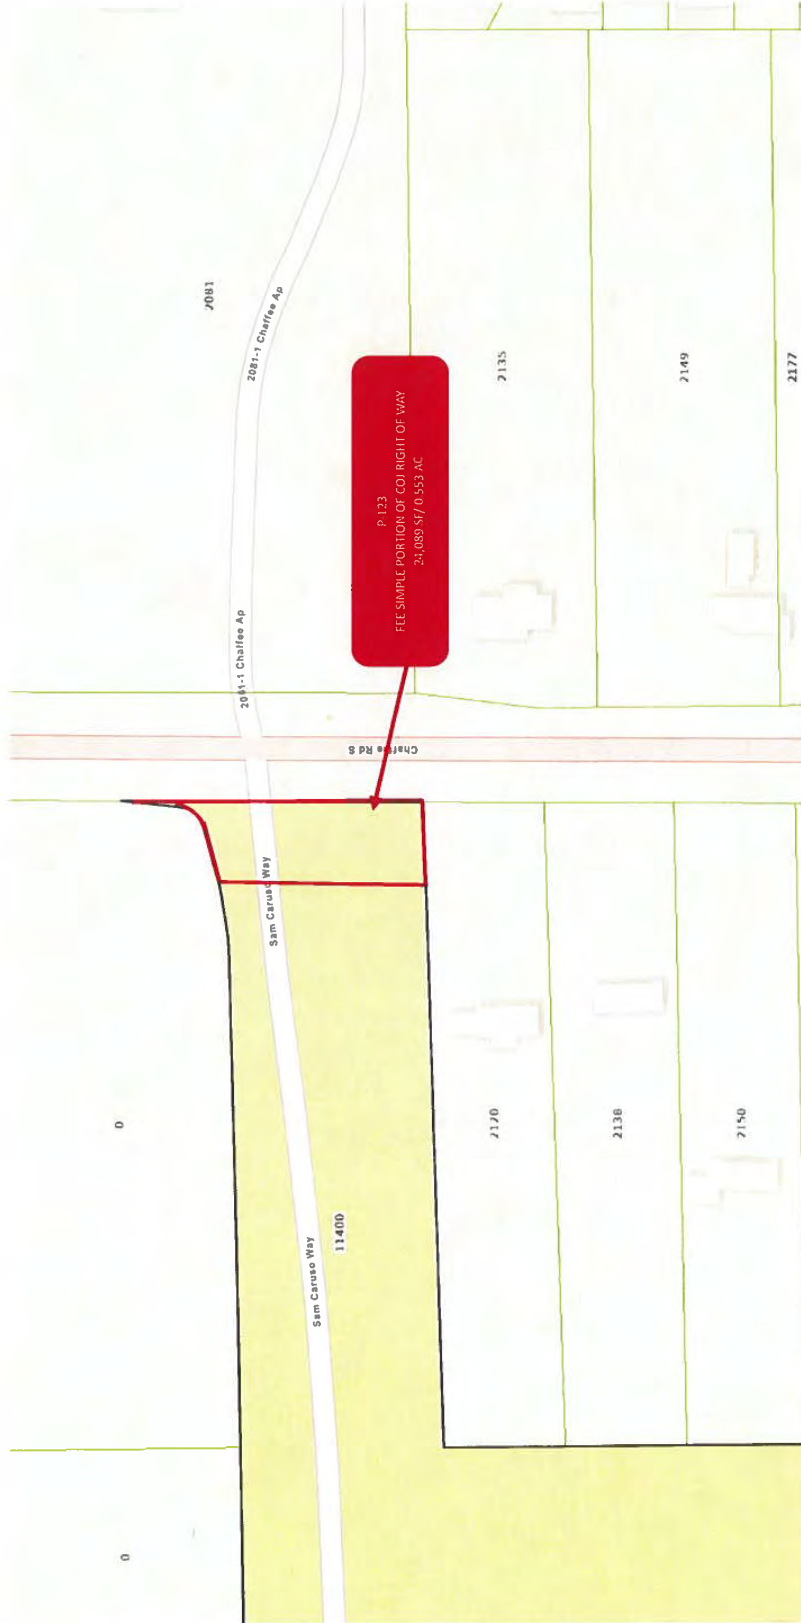 2081
2081-1 Chaffee Ap
P-123
FEE SIMPLE PORTION OF COJ RIGHT OF WAY
24,089 SF/ 0.553 AC
2135
2149
2177
2081-1 Chaffee Ap
Chaffee Rd S
Sam Caruso Way
0
2120
2138
2150
Sam Caruso Way
11400
0